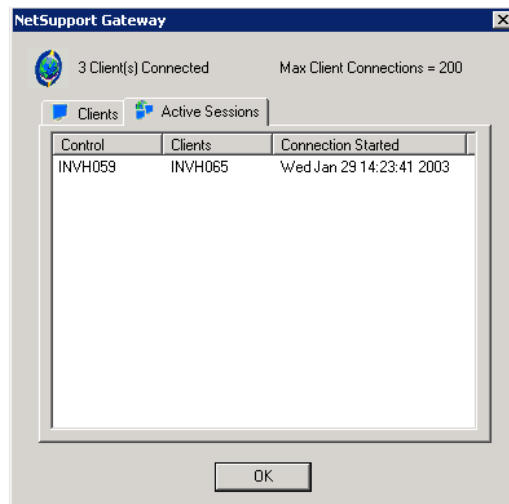 NetSupport Gateway
3 Client(s) Connected Max Client Connections = 200
Clients Active Sessions
Control Clients Connection Started
INVH059 INVH065 Wed Jan 29 14:23:41 2003
OK